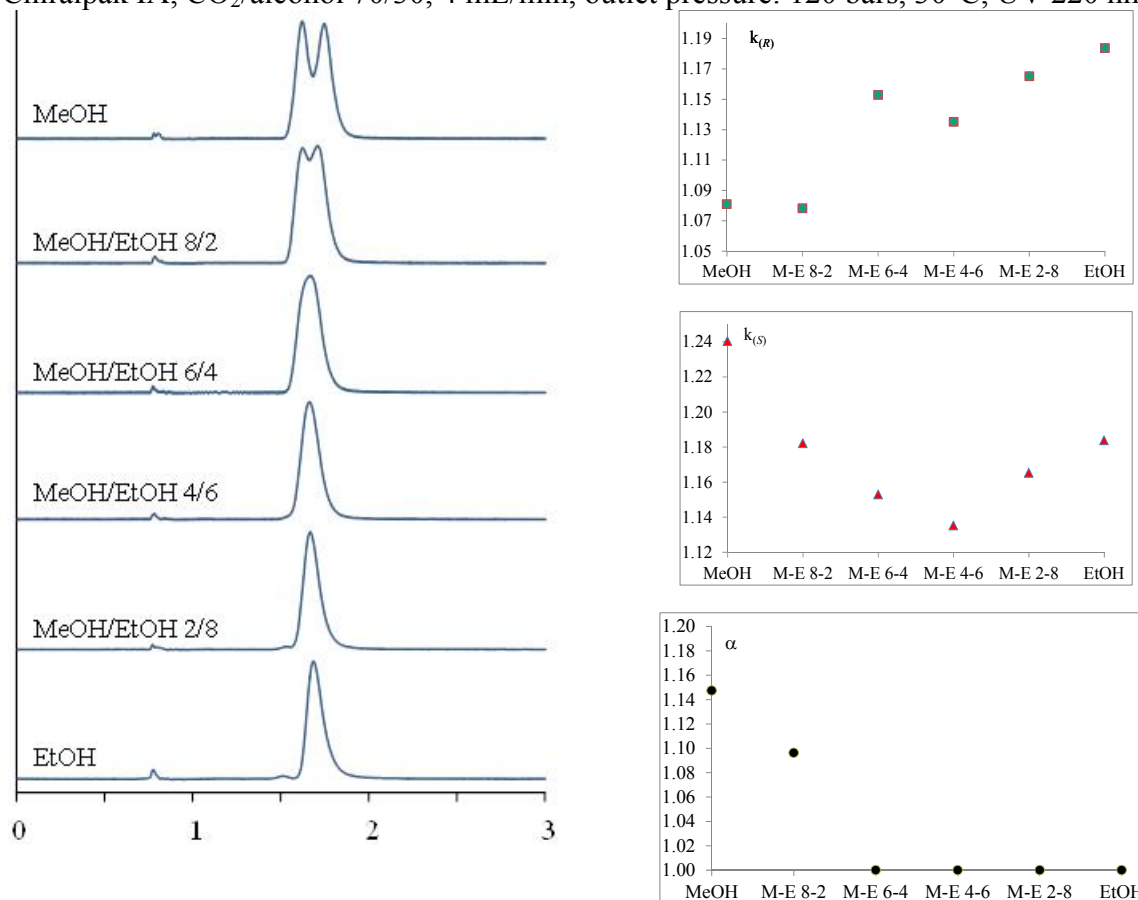 Chiralpak IA, CO2/alcohol 70/30, 4 mL/min, outlet pressure: 120 bars, 30°C, UV 220 nm
MeOH
MeOH/EtOH 8/2
MeOH/EtOH 6/4
MeOH/EtOH 4/6
MeOH/EtOH 2/8
EtOH
0 1 2 3
k(R)
1.19
1.17
1.15
1.13
1.11
1.09
1.07
1.05
MeOH M-E 8-2 M-E 6-4 M-E 4-6 M-E 2-8 EtOH
k(S)
1.24
1.22
1.20
1.18
1.16
1.14
1.12
MeOH M-E 8-2 M-E 6-4 M-E 4-6 M-E 2-8 EtOH
α
1.20
1.18
1.16
1.14
1.12
1.10
1.08
1.06
1.04
1.02
1.00
MeOH M-E 8-2 M-E 6-4 M-E 4-6 M-E 2-8 EtOH